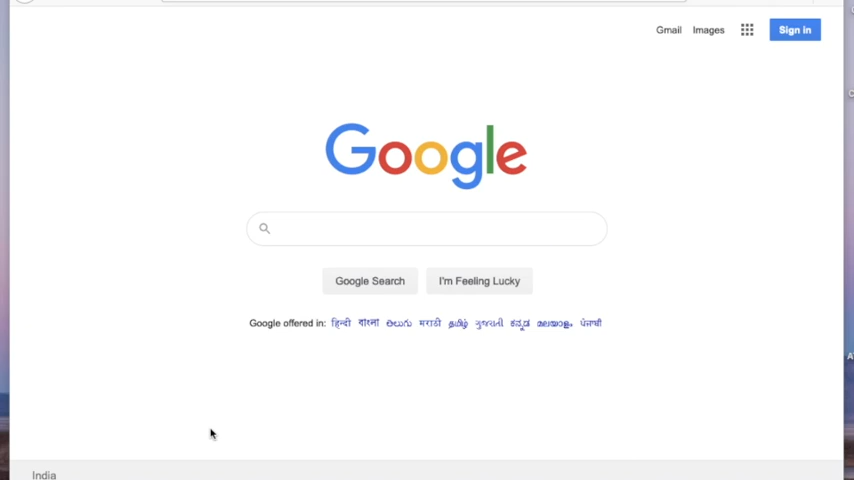 Gmail Images Sign in
Google
Google Search I'm Feeling Lucky
Google offered in: हिन्दी বাংলা తెలుగు मराठी தமிழ் ગુજરાતી ಕನ್ನಡ മലയാളം ਪੰਜਾਬੀ
India